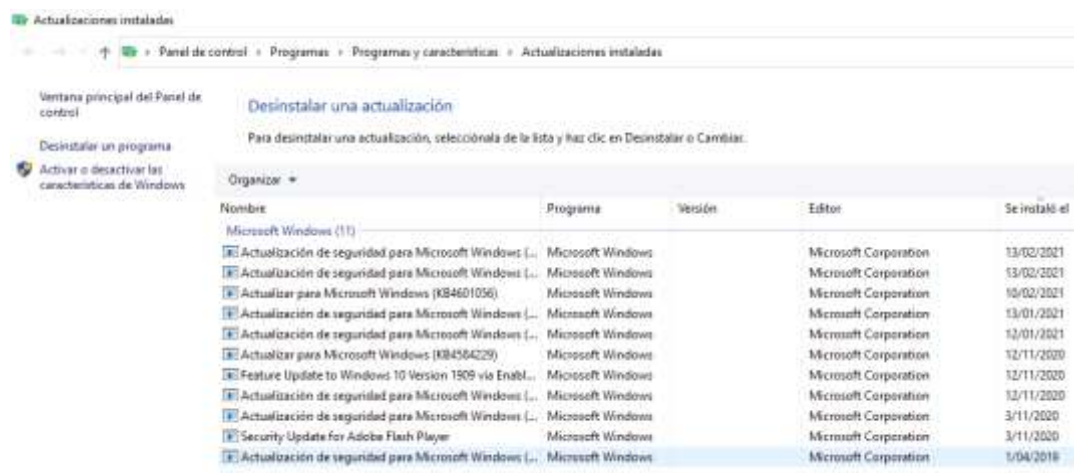 Actualizaciones instaladas
Panel de control > Programas > Programas y características > Actualizaciones instaladas
Ventana principal del Panel de control
Desinstalar un programa
Activar o desactivar las características de Windows
Desinstalar una actualización
Para desinstalar una actualización, selecciónala de la lista y haz clic en Desinstalar o Cambiar.
Organizar
Nombre Programa Versión Editor Se instaló el
Microsoft Windows (11)
Actualización de seguridad para Microsoft Windows (... Microsoft Windows Microsoft Corporation 13/02/2021
Actualización de seguridad para Microsoft Windows (... Microsoft Windows Microsoft Corporation 13/02/2021
Actualizar para Microsoft Windows (KB4601056) Microsoft Windows Microsoft Corporation 10/02/2021
Actualización de seguridad para Microsoft Windows (... Microsoft Windows Microsoft Corporation 13/01/2021
Actualización de seguridad para Microsoft Windows (... Microsoft Windows Microsoft Corporation 12/01/2021
Actualizar para Microsoft Windows (KB4584229) Microsoft Windows Microsoft Corporation 12/11/2020
Feature Update to Windows 10 Version 1909 via Enabl... Microsoft Windows Microsoft Corporation 12/11/2020
Actualización de seguridad para Microsoft Windows (... Microsoft Windows Microsoft Corporation 12/11/2020
Actualización de seguridad para Microsoft Windows (... Microsoft Windows Microsoft Corporation 3/11/2020
Security Update for Adobe Flash Player Microsoft Windows Microsoft Corporation 3/11/2020
Actualización de seguridad para Microsoft Windows (... Microsoft Windows Microsoft Corporation 1/04/2019